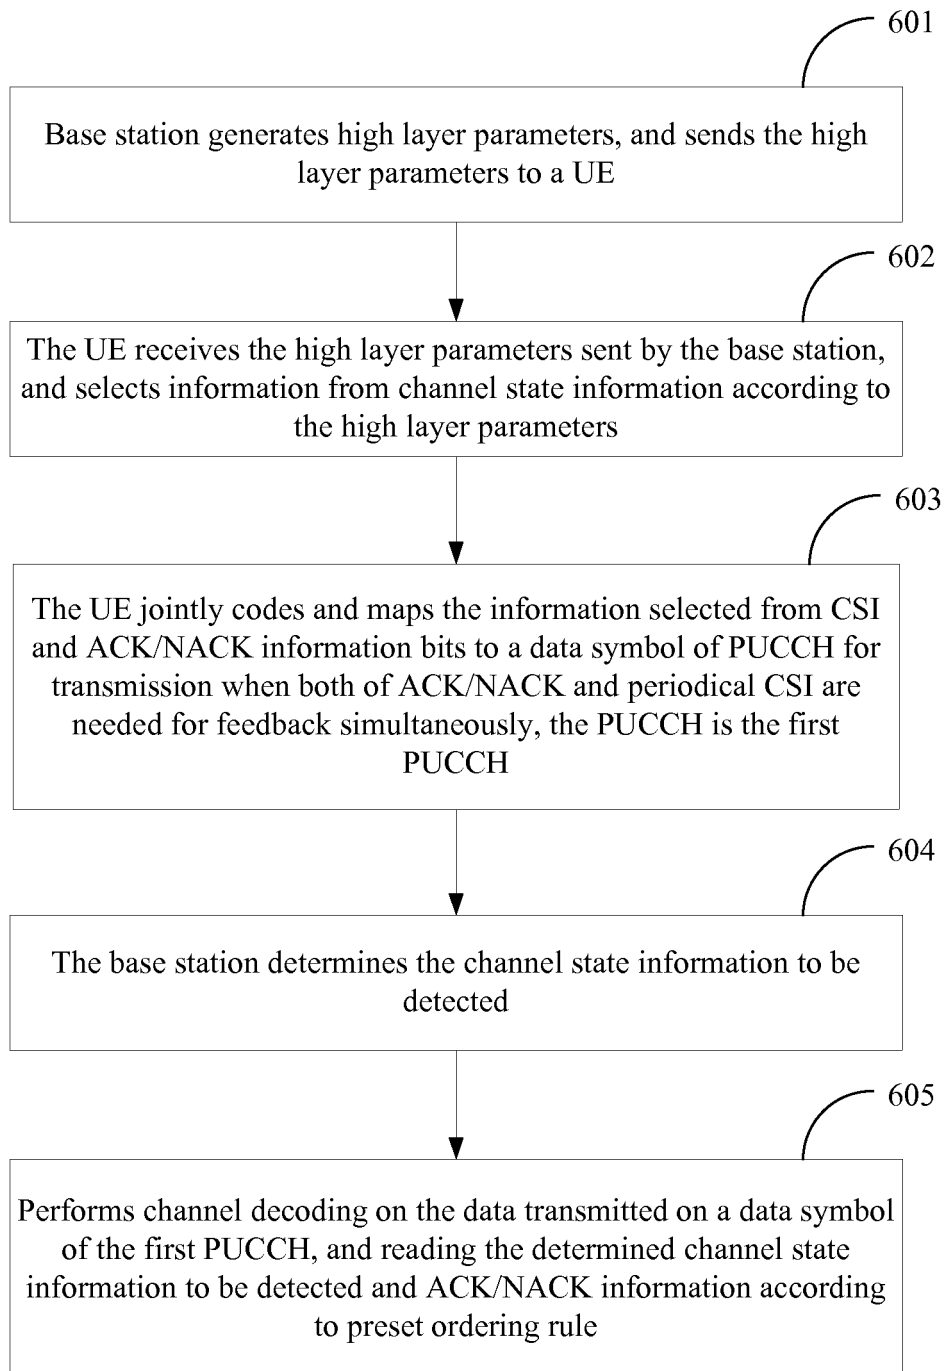 601
Base station generates high layer parameters, and sends the high
layer parameters to a UE
602
The UE receives the high layer parameters sent by the base station,
and selects information from channel state information according to
the high layer parameters
603
The UE jointly codes and maps the information selected from CSI
and ACK/NACK information bits to a data symbol of PUCCH for
transmission when both of ACK/NACK and periodical CSI are
needed for feedback simultaneously, the PUCCH is the first
PUCCH
604
The base station determines the channel state information to be
detected
605
Performs channel decoding on the data transmitted on a data symbol
of the first PUCCH, and reading the determined channel state
information to be detected and ACK/NACK information according
to preset ordering rule